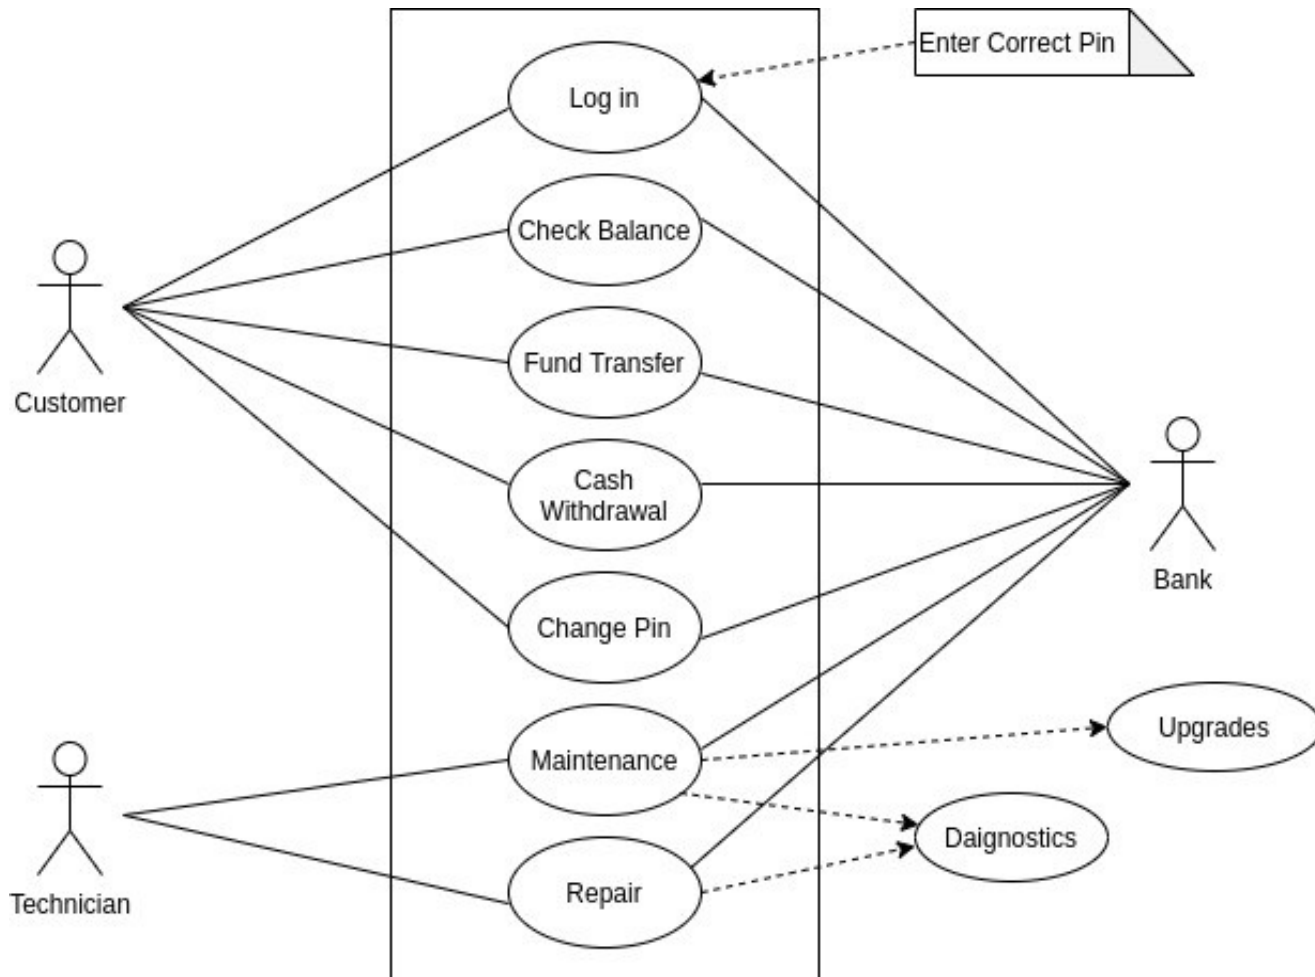 Enter Correct Pin
Log in
Check Balance
Fund Transfer
Customer
Cash
Withdrawal
Bank
Change Pin
Upgrades
Maintenance
Daignostics
Repair
Technician